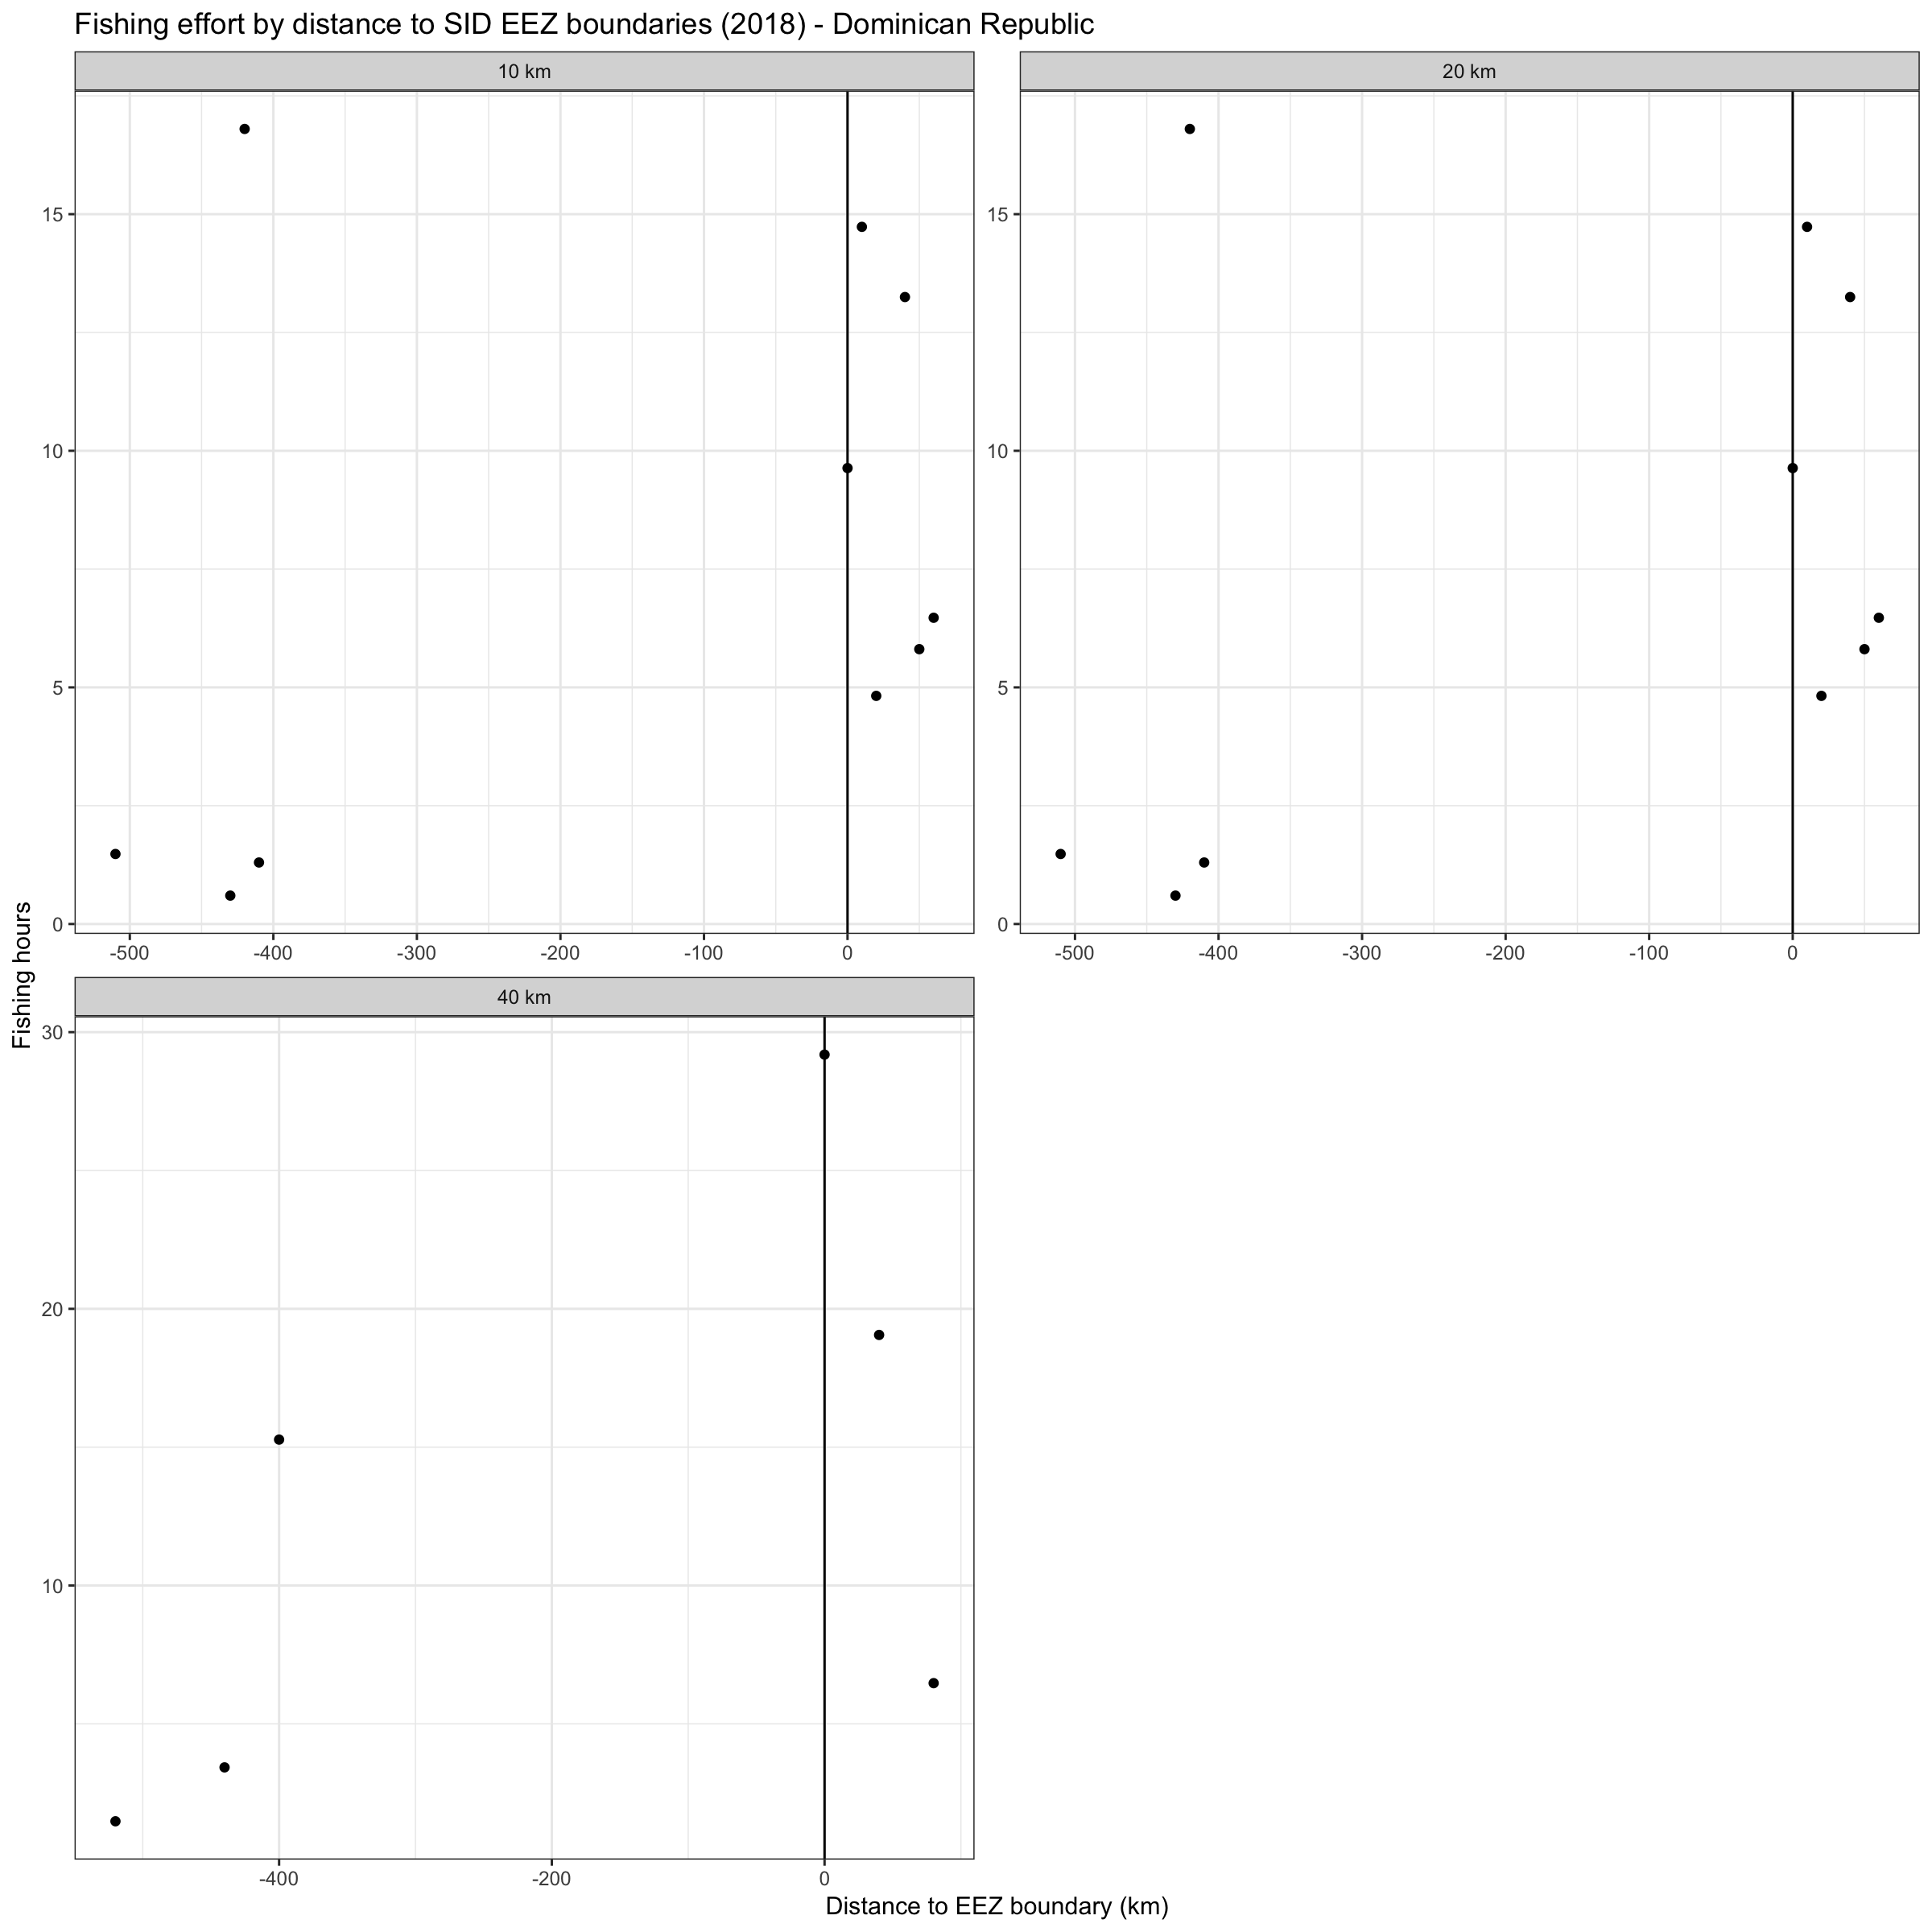 Fishing effort by distance to SID EEZ boundaries (2018) - Dominican Republic
10 km
20 km
15
10
5
0
-500 -400 -300 -200 -100 0
15
10
5
0
-500 -400 -300 -200 -100 0
Fishing hours
40 km
30
20
10
-400 -200 0
Distance to EEZ boundary (km)